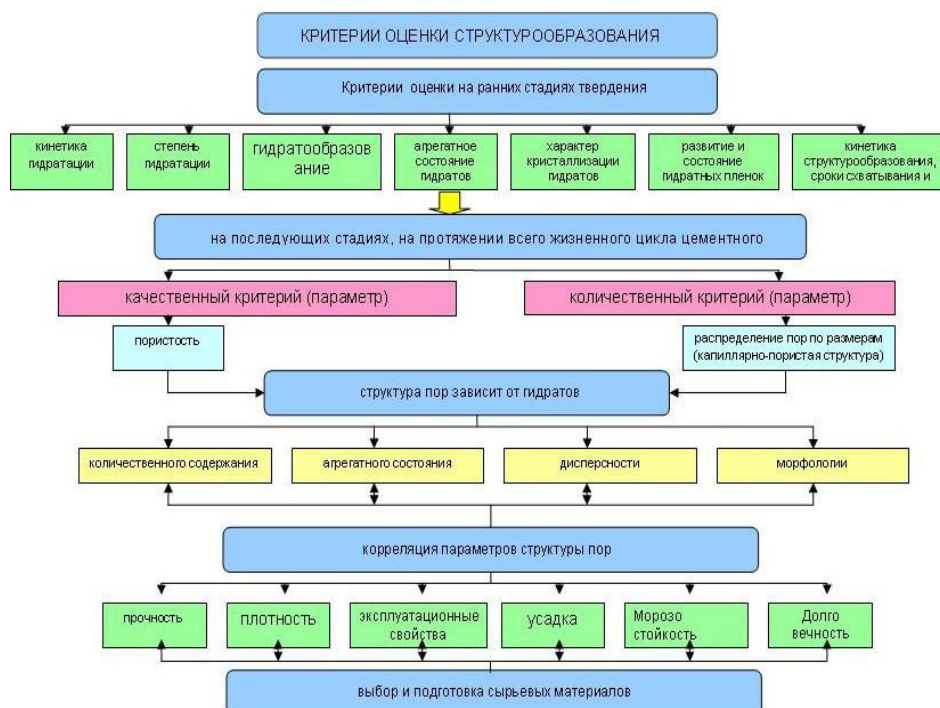 КРИТЕРИИ ОЦЕНКИ СТРУКТУРООБРАЗОВАНИЯ
Критерии оценки на ранних стадиях твердения
кинетика
гидратации
степень
гидратации
гидратообразов
ание
агрегатное
состояние
гидратов
характер
кристаллизации
гидратов
развитие и
состояние
гидратных пленок
кинетика
структурообразования,
сроки схватывания и
на последующих стадиях, на протяжении всего жизненного цикла цементного
качественный критерий (параметр)
количественный критерий (параметр)
пористость
распределение пор по размерам
(капиллярно-пористая структура)
структура пор зависит от гидратов
количественного содержания
агрегатного состояния
дисперсности
морфологии
корреляция параметров структуры пор
прочность
плотность
эксплуатационные
свойства
усадка
Морозо
стойкость
Долго
вечность
выбор и подготовка сырьевых материалов